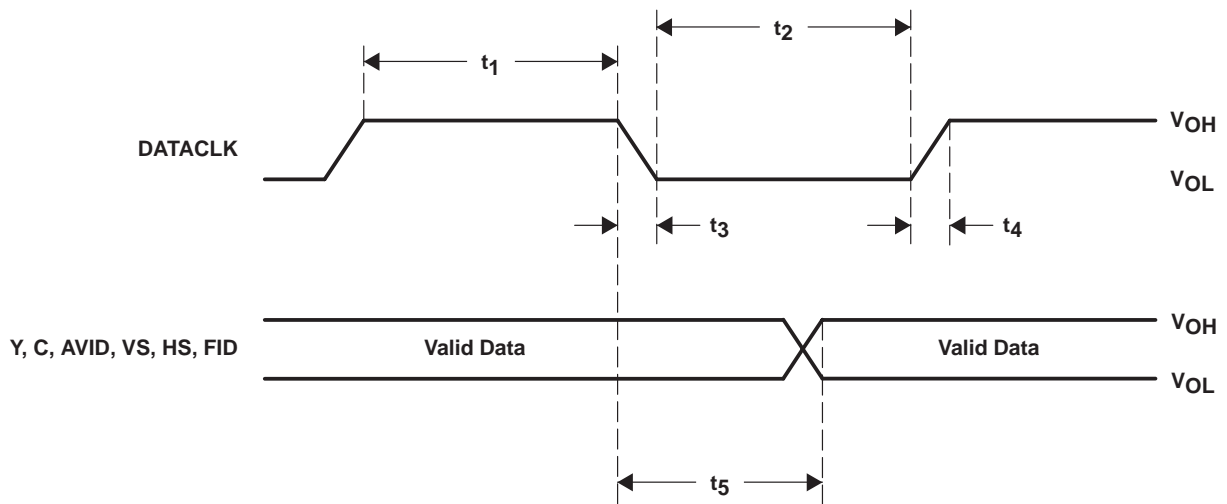 t2
t1
VOH
DATACLK
VOL
t3
t4
VOH
Y, C, AVID, VS, HS, FID
Valid Data
Valid Data
VOL
t5